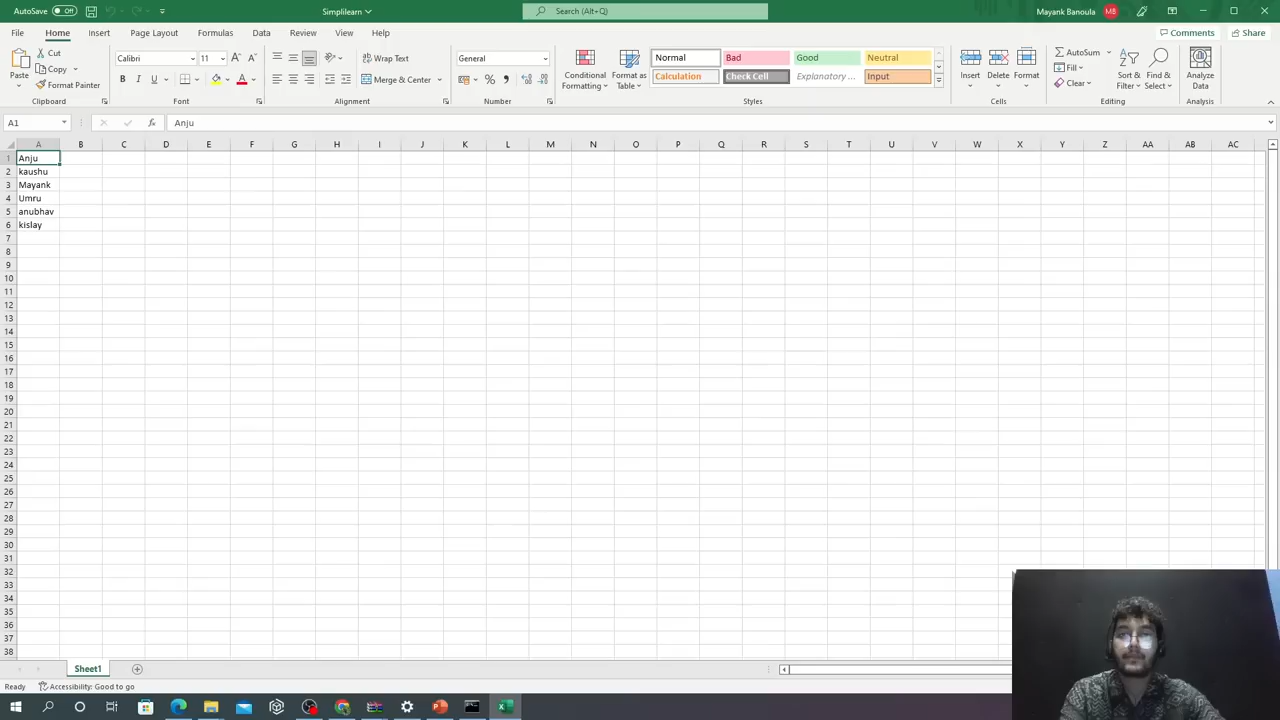 AutoSave Off Simplilearn Search (Alt+Q) Mayank Banoula MB
File Home Insert Page Layout Formulas Data Review View Help Comments Share
Paste Cut Copy Format Painter Clipboard
Calibri 11 A A B I U A Font
ab Wrap Text Merge & Center Alignment
General % , Number
Conditional Formatting Format as Table Normal Bad Good Neutral
Calculation Check Cell Explanatory ... Input Styles
Insert Delete Format Cells
AutoSum Fill Clear Sort & Filter Find & Select Editing
Analyze Data Analysis
A1 fx Anju
A B C D E F G H I J K L M N O P Q R S T U V W X Y Z AA AB AC
1 Anju
2 kaushu
3 Mayank
4 Umru
5 anubhav
6 kislay
7
8
9
10
11
12
13
14
15
16
17
18
19
20
21
22
23
24
25
26
27
28
29
30
31
32
33
34
35
36
37
38
Sheet1
Ready Accessibility: Good to go